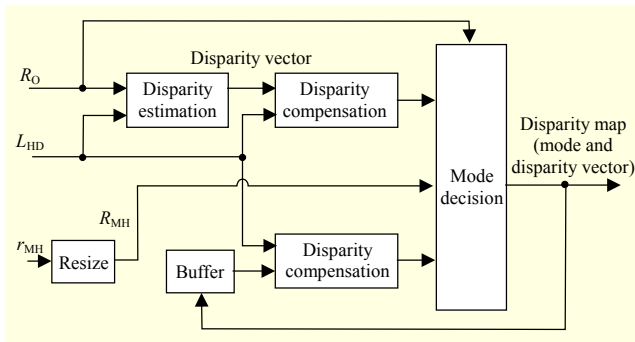 Disparity vector
R_O
Disparity
estimation
Disparity
compensation
L_HD
Disparity map
(mode and
disparity vector)
Mode
decision
R_MH
r_MH
Resize
Buffer
Disparity
compensation